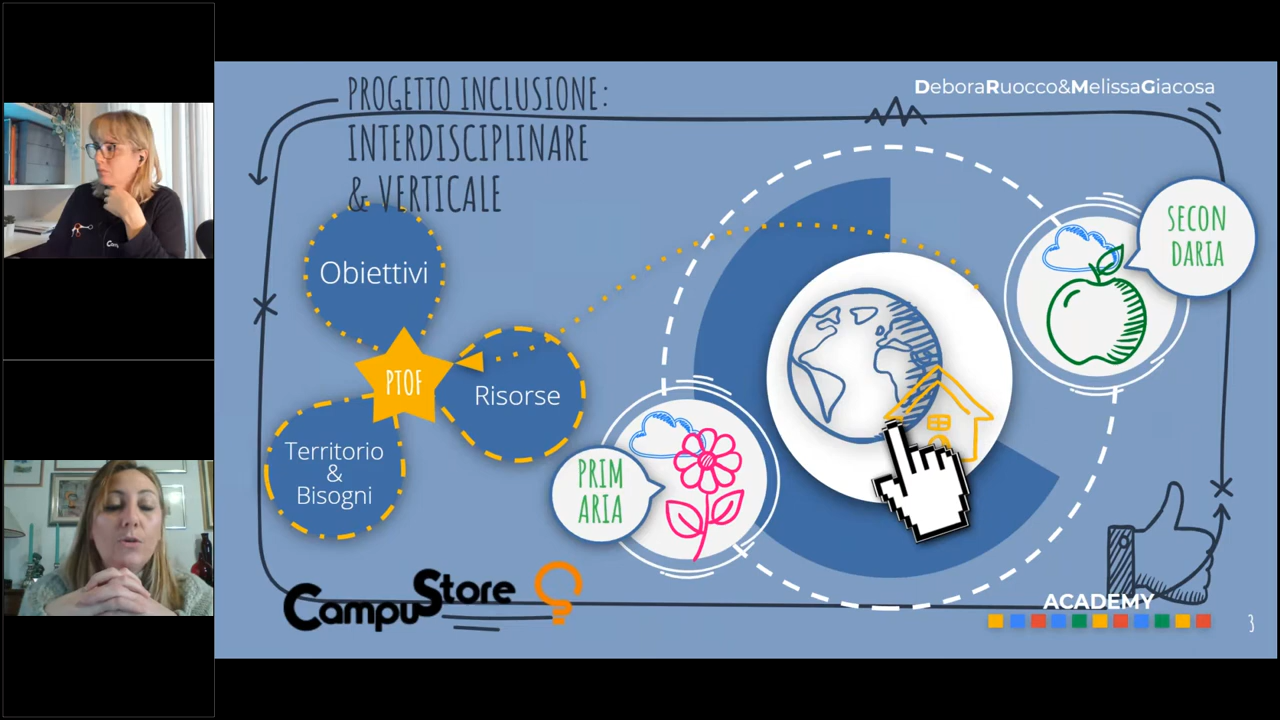 PROGETTO INCLUSIONE:
INTERDISCIPLINARE
& VERTICALE
DeboraRuocco&MelissaGiacosa
Obiettivi
PTOF
Risorse
Territorio
&
Bisogni
SECON
DARIA
PRIM
ARIA
CampuStore
ACADEMY
3